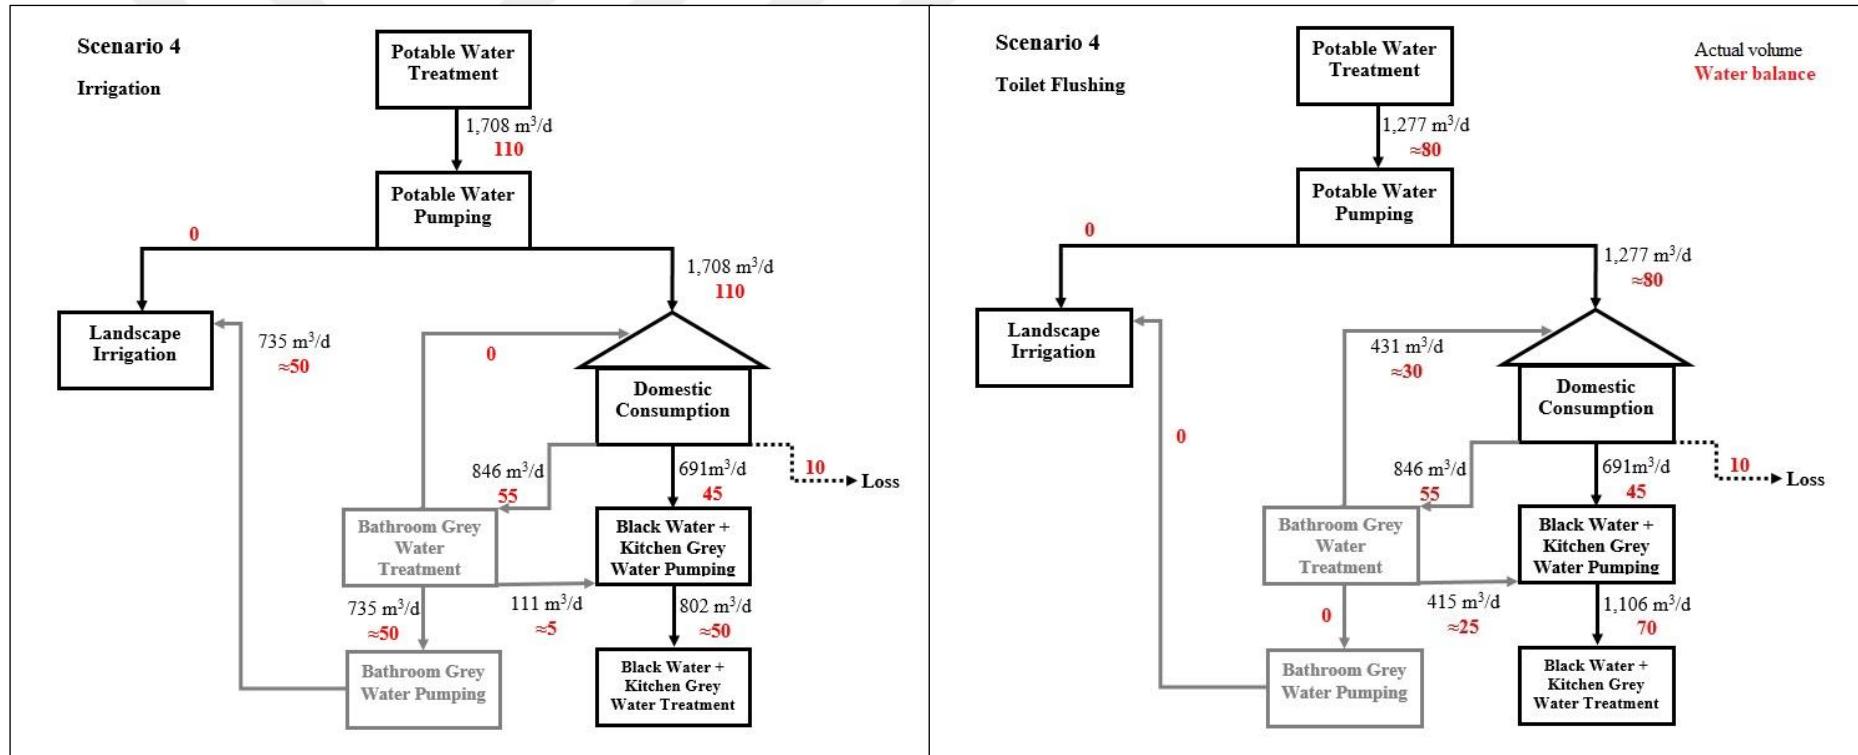 Scenario 4
Irrigation
Potable Water
Treatment
1,708 m³/d
110
Potable Water
Pumping
0
1,708 m³/d
110
Landscape
Irrigation
735 m³/d
≈50
0
Domestic
Consumption
846 m³/d
55
691m³/d
45
10
Loss
Bathroom Grey
Water
Treatment
Black Water +
Kitchen Grey
Water Pumping
735 m³/d
≈50
111 m³/d
≈5
802 m³/d
≈50
Bathroom Grey
Water Pumping
Black Water +
Kitchen Grey
Water Treatment
Scenario 4
Toilet Flushing
Actual volume
Water balance
Potable Water
Treatment
1,277 m³/d
≈80
Potable Water
Pumping
0
1,277 m³/d
≈80
Landscape
Irrigation
431 m³/d
≈30
Domestic
Consumption
0
846 m³/d
55
691m³/d
45
10
Loss
Bathroom Grey
Water
Treatment
Black Water +
Kitchen Grey
Water Pumping
0
415 m³/d
≈25
1,106 m³/d
70
Bathroom Grey
Water Pumping
Black Water +
Kitchen Grey
Water Treatment